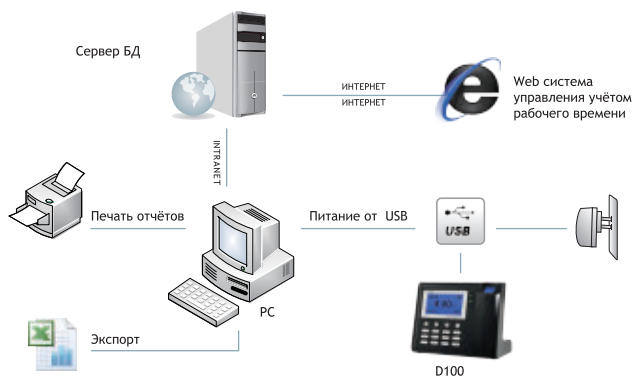 Сервер БД
ИНТЕРНЕТ
ИНТЕРНЕТ
Web система
управления учётом
рабочего времени
INTRANET
Печать отчётов
Питание от USB
USB
PC
Экспорт
D100